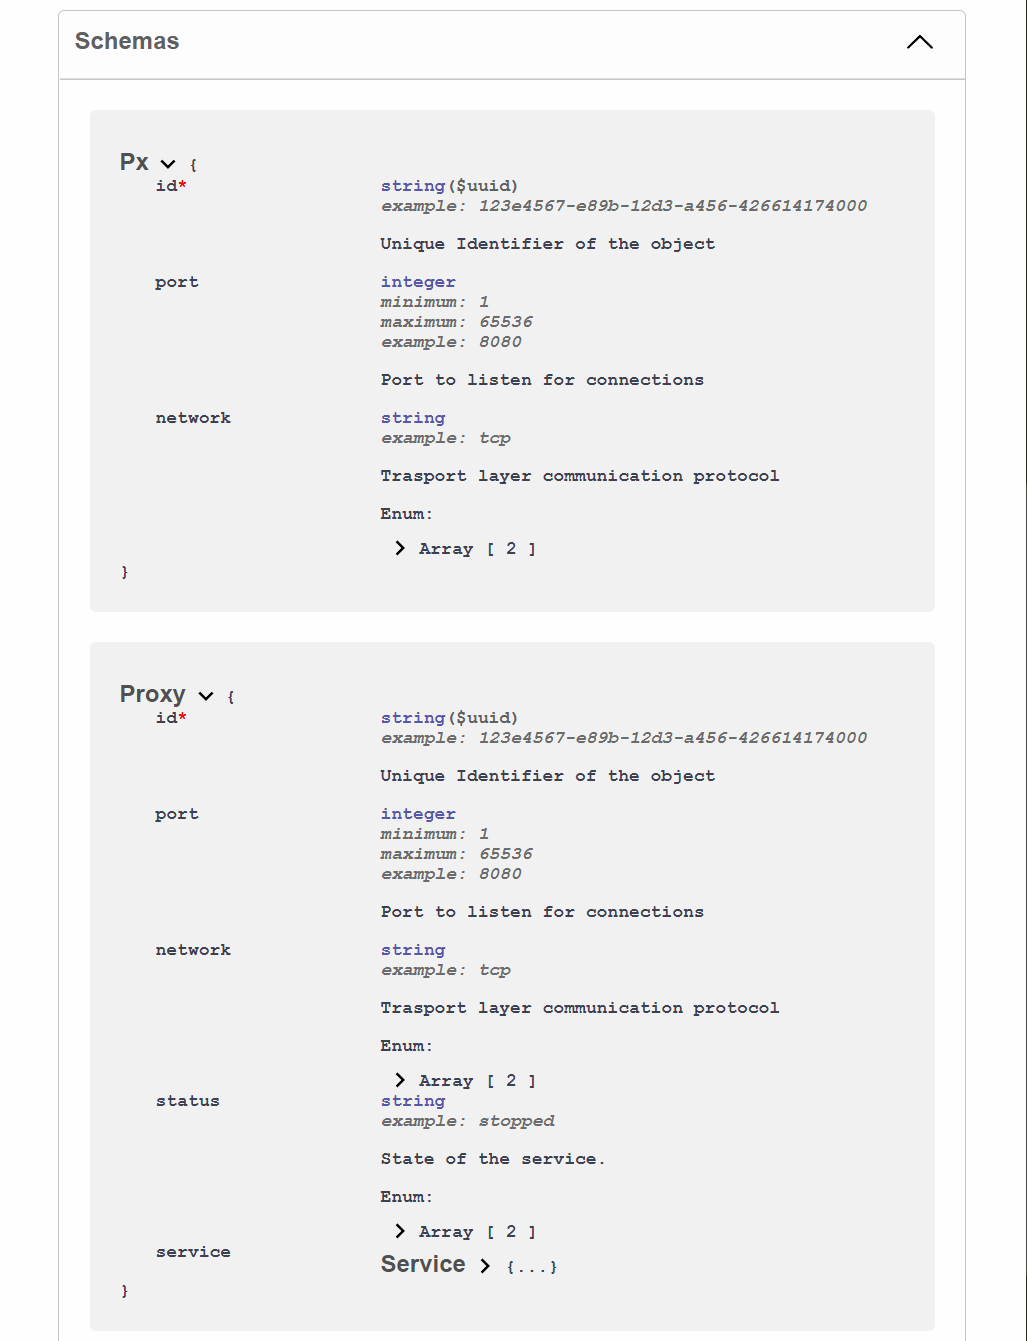 Schemas
Px {
id* string($uuid)
example: 123e4567-e89b-12d3-a456-426614174000
Unique Identifier of the object
port integer
minimum: 1
maximum: 65536
example: 8080
Port to listen for connections
network string
example: tcp
Trasport layer communication protocol
Enum:
Array [ 2 ]
}
Proxy {
id* string($uuid)
example: 123e4567-e89b-12d3-a456-426614174000
Unique Identifier of the object
port integer
minimum: 1
maximum: 65536
example: 8080
Port to listen for connections
network string
example: tcp
Trasport layer communication protocol
Enum:
Array [ 2 ]
status string
example: stopped
State of the service.
Enum:
Array [ 2 ]
service Service {...}
}